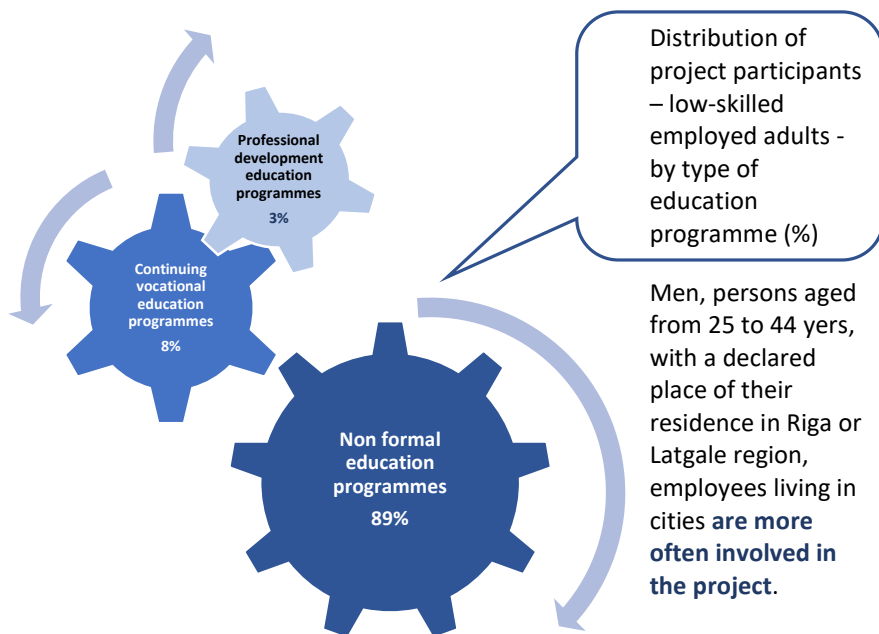 Distribution of
project participants
– low-skilled
employed adults -
by type of
education
programme (%)
Professional
development
education
programmes
3%
Continuing
vocational
education
programmes
8%
Non formal
education
programmes
89%
Men, persons aged
from 25 to 44 yers,
with a declared
place of their
residence in Riga or
Latgale region,
employees living in
cities are more
often involved in
the project.